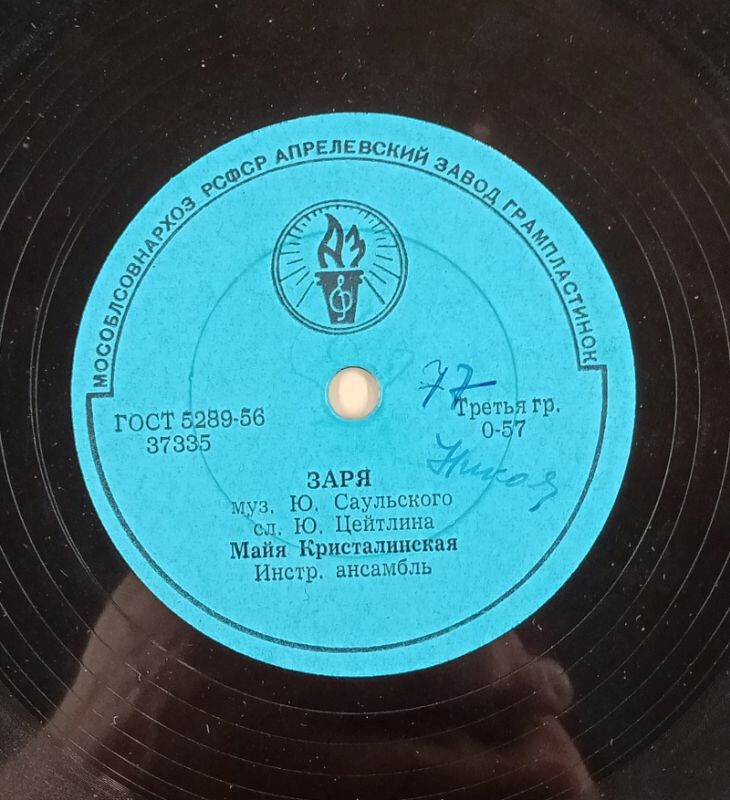 МОСОБЛСОВНАРХОЗ РСФСР АПРЕЛЕВСКИЙ ЗАВОД ГРАМПЛАСТИНОК
АЗ
77
ГОСТ 5289-56
37335
Третья гр.
0-57
ЗАРЯ
муз. Ю. Саульского
сл. Ю. Цейтлина
Майя Кристалинская
Инстр. ансамбль